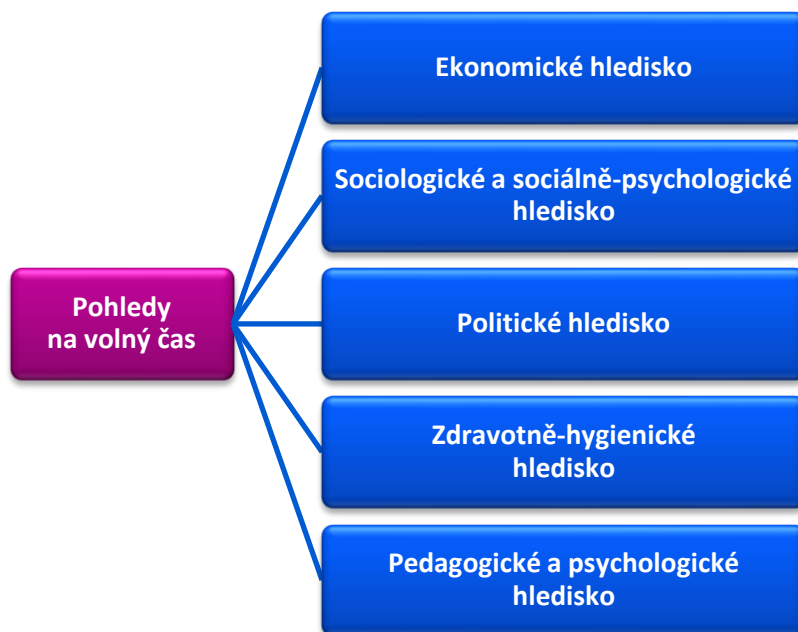 Ekonomické hledisko
Sociologické a sociálně-psychologické
hledisko
Pohledy
na volný čas
Politické hledisko
Zdravotně-hygienické
hledisko
Pedagogické a psychologické
hledisko